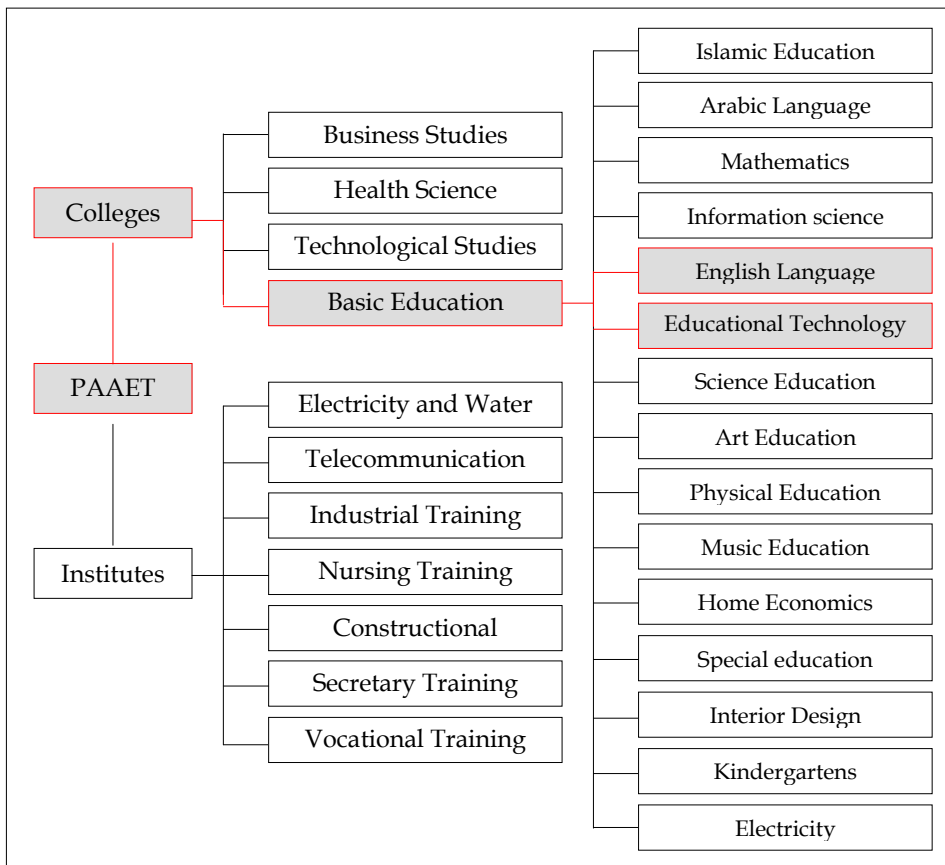 Colleges
PAAET
Institutes
Business Studies
Health Science
Technological Studies
Basic Education
Electricity and Water
Telecommunication
Industrial Training
Nursing Training
Constructional
Secretary Training
Vocational Training
Islamic Education
Arabic Language
Mathematics
Information science
English Language
Educational Technology
Science Education
Art Education
Physical Education
Music Education
Home Economics
Special education
Interior Design
Kindergartens
Electricity